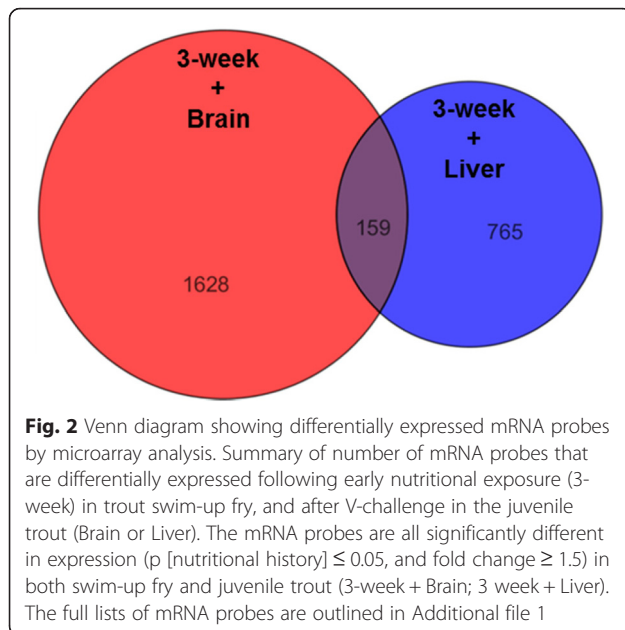 3-week
+
Brain
3-week
+
Liver
159
765
1628
Fig. 2 Venn diagram showing differentially expressed mRNA probes
by microarray analysis. Summary of number of mRNA probes that
are differentially expressed following early nutritional exposure (3-
week) in trout swim-up fry, and after V-challenge in the juvenile
trout (Brain or Liver). The mRNA probes are all significantly different
in expression (p [nutritional history] ≤ 0.05, and fold change ≥ 1.5) in
both swim-up fry and juvenile trout (3-week + Brain; 3 week + Liver).
The full lists of mRNA probes are outlined in Additional file 1